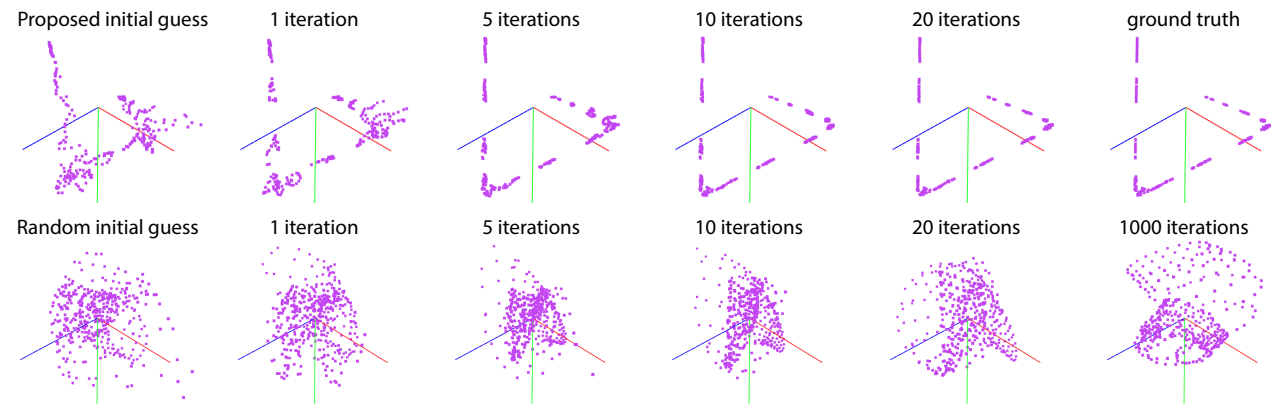 Proposed initial guess 1 iteration 5 iterations 10 iterations 20 iterations ground truth
Random initial guess 1 iteration 5 iterations 10 iterations 20 iterations 1000 iterations